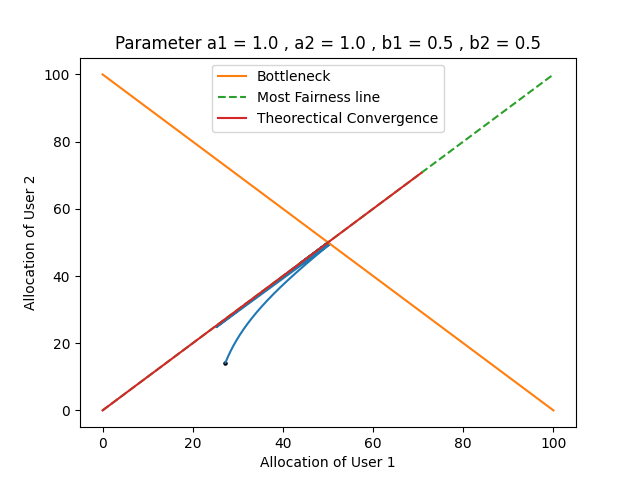 Parameter a1 = 1.0 , a2 = 1.0 , b1 = 0.5 , b2 = 0.5
Bottleneck
Most Fairness line
Theorectical Convergence
100
80
60
40
20
0
Allocation of User 2
0 20 40 60 80 100
Allocation of User 1